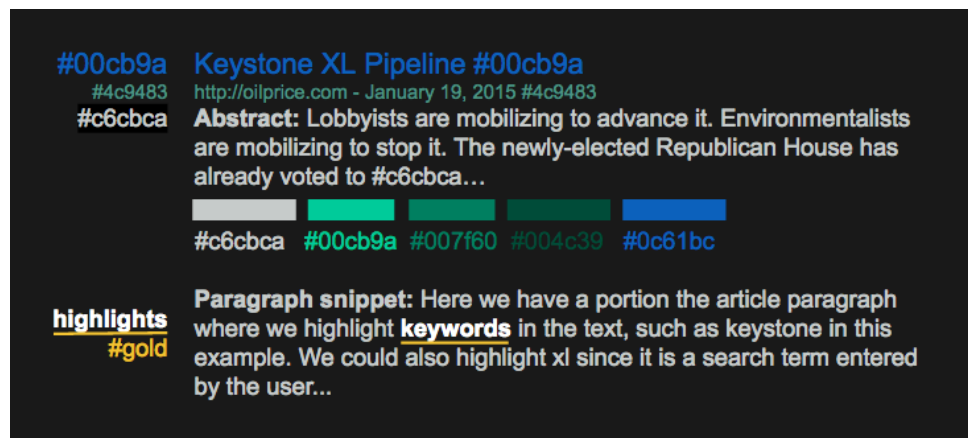 #00cb9a Keystone XL Pipeline #00cb9a
#4c9483 http://oilprice.com - January 19, 2015 #4c9483
#c6cbca Abstract: Lobbyists are mobilizing to advance it. Environmentalists
are mobilizing to stop it. The newly-elected Republican House has
already voted to #c6cbca...
#c6cbca #00cb9a #007f60 #004c39 #0c61bc
Paragraph snippet: Here we have a portion the article paragraph
highlights where we highlight keywords in the text, such as keystone in this
#gold example. We could also highlight xl since it is a search term entered
by the user...